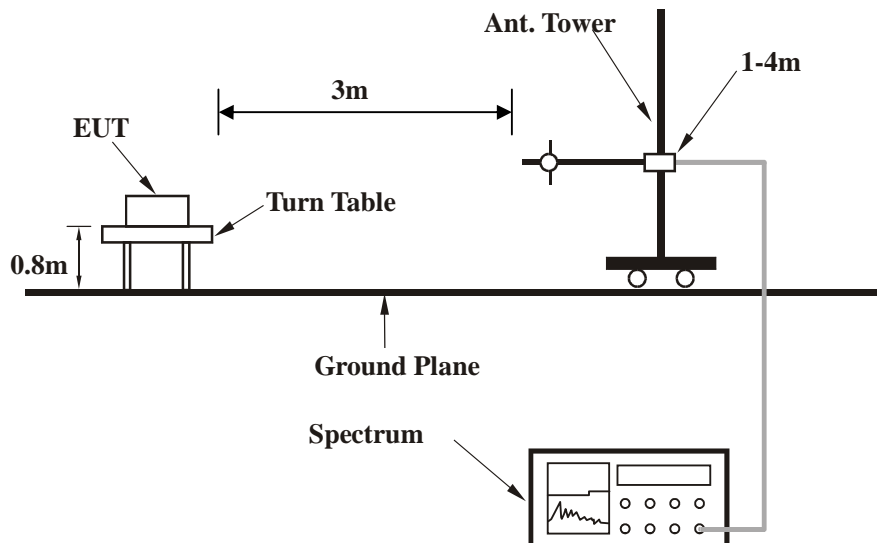 Ant. Tower
1-4m
3m
EUT
Turn Table
0.8m
Ground Plane
Spectrum